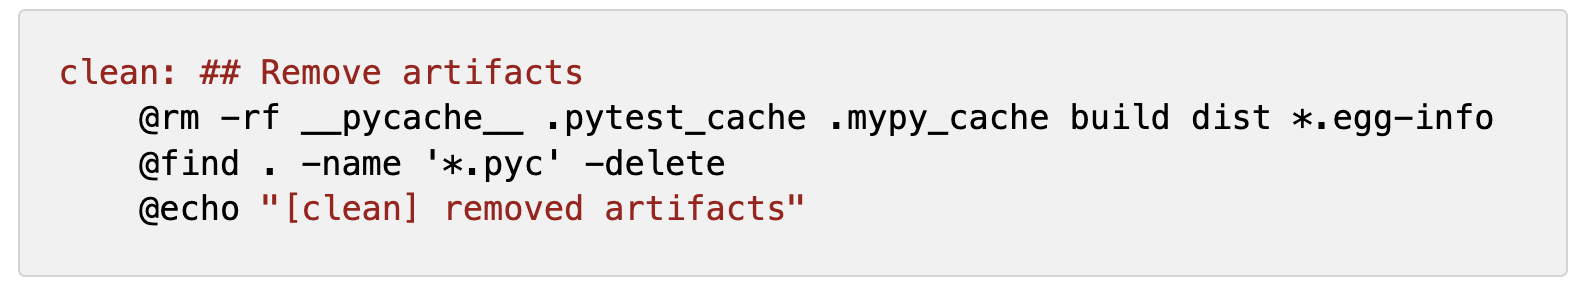 clean: ## Remove artifacts
    @rm -rf __pycache__ .pytest_cache .mypy_cache build dist *.egg-info
    @find . -name '*.pyc' -delete
    @echo "[clean] removed artifacts"